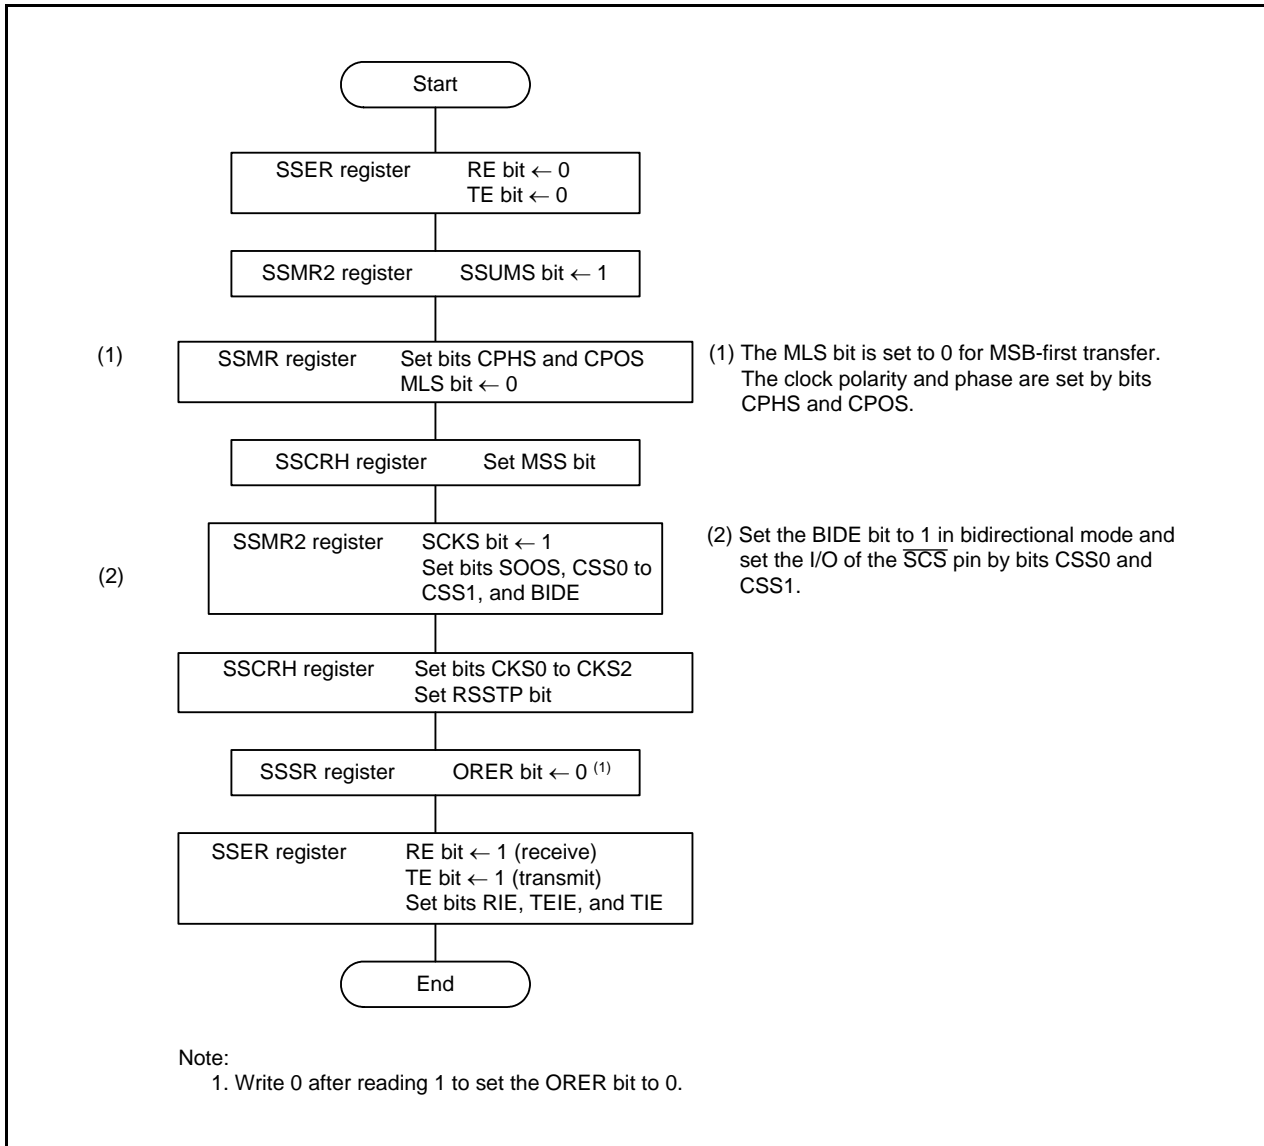 Start
SSER register RE bit ← 0
TE bit ← 0
SSMR2 register SSUMS bit ← 1
(1) SSMR register Set bits CPHS and CPOS
MLS bit ← 0
(1) The MLS bit is set to 0 for MSB-first transfer.
The clock polarity and phase are set by bits
CPHS and CPOS.
SSCRH register Set MSS bit
(2) SSMR2 register SCKS bit ← 1
Set bits SOOS, CSS0 to
CSS1, and BIDE
(2) Set the BIDE bit to 1 in bidirectional mode and
set the I/O of the S̅C̅S̅ pin by bits CSS0 and
CSS1.
SSCRH register Set bits CKS0 to CKS2
Set RSSTP bit
SSSR register ORER bit ← 0 (1)
SSER register RE bit ← 1 (receive)
TE bit ← 1 (transmit)
Set bits RIE, TEIE, and TIE
End
Note:
1. Write 0 after reading 1 to set the ORER bit to 0.